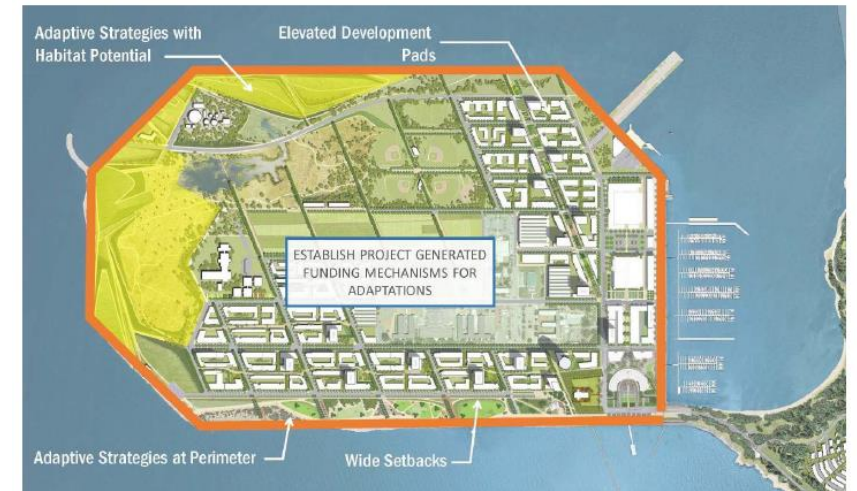 Adaptive Strategies with
Habitat Potential
Elevated Development
Pads
ESTABLISH PROJECT GENERATED
FUNDING MECHANISMS FOR
ADAPTATIONS
Adaptive Strategies at Perimeter
Wide Setbacks